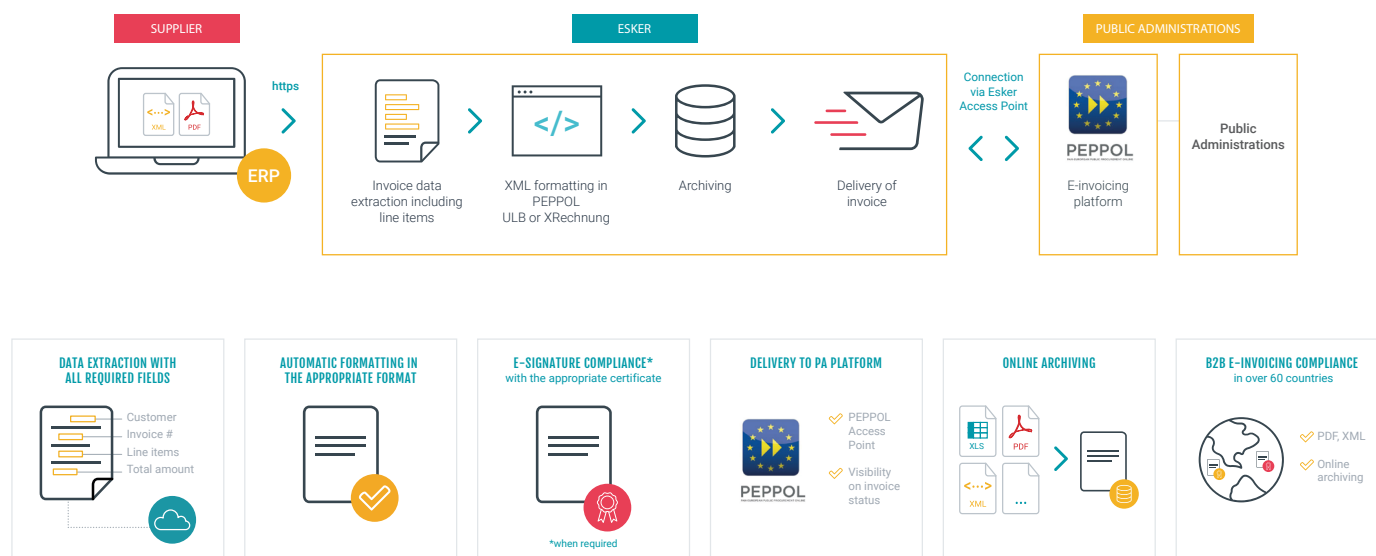 SUPPLIER
ESKER
PUBLIC ADMINISTRATIONS
XML
PDF
ERP
https
Invoice data
extraction including
line items
</>
XML formatting in
PEPPOL
ULB or XRechnung
Archiving
Delivery of
invoice
Connection
via Esker
Access Point
PEPPOL
E-invoicing
platform
Public
Administrations
DATA EXTRACTION WITH
ALL REQUIRED FIELDS
Customer
Invoice #
Line items
Total amount
AUTOMATIC FORMATTING IN
THE APPROPRIATE FORMAT
E-SIGNATURE COMPLIANCE*
with the appropriate certificate
*when required
DELIVERY TO PA PLATFORM
PEPPOL
PEPPOL
Access
Point
Visibility
on invoice
status
ONLINE ARCHIVING
XLS
PDF
XML
...
B2B E-INVOICING COMPLIANCE
in over 60 countries
PDF, XML
Online
archiving